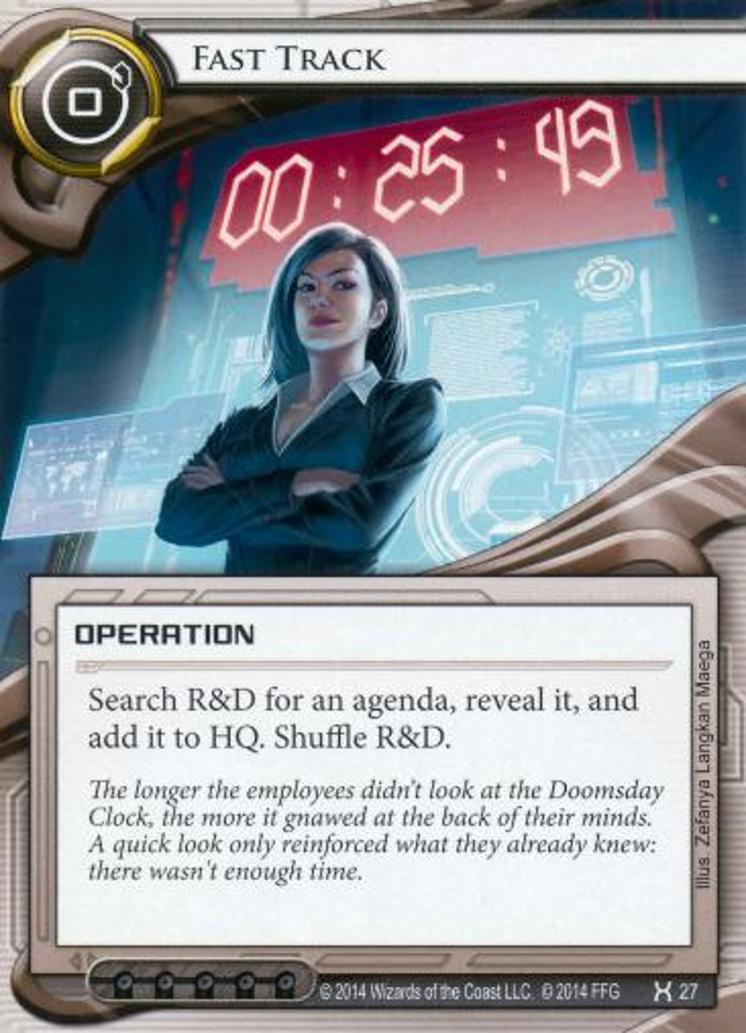 Fast Track
00:25:49
OPERATION
Search R&D for an agenda, reveal it, and
add it to HQ. Shuffle R&D.
The longer the employees didn't look at the Doomsday
Clock, the more it gnawed at the back of their minds.
A quick look only reinforced what they already knew:
there wasn't enough time.
Illus. Zefanya Langkan Maega
© 2014 Wizards of the Coast LLC. © 2014 FFG
27